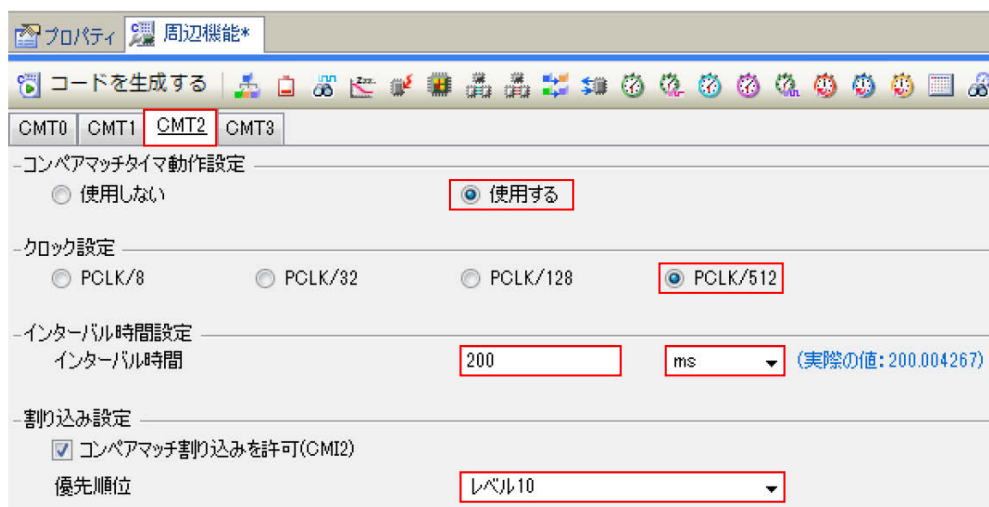 プロパティ 周辺機能*
コードを生成する
CMT0 CMT1 CMT2 CMT3
コンペアマッチタイマ動作設定
使用しない 使用する
クロック設定
PCLK/8 PCLK/32 PCLK/128 PCLK/512
インターバル時間設定
インターバル時間 200 ms (実際の値: 200.004267)
割り込み設定
コンペアマッチ割り込みを許可(CMI2)
優先順位 レベル10